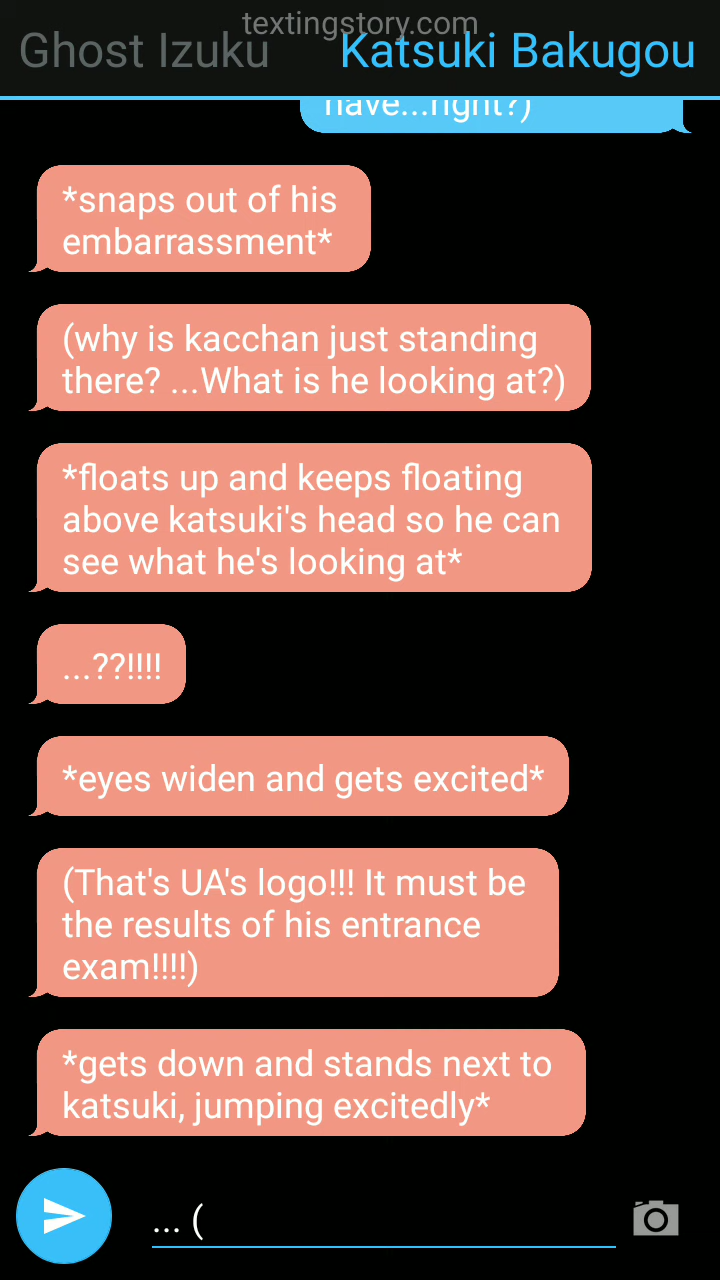 textingstory.com
Ghost Izuku Katsuki Bakugou
have...right?)
*snaps out of his
embarrassment*
(why is kacchan just standing
there? ...What is he looking at?)
*floats up and keeps floating
above katsuki's head so he can
see what he's looking at*
...??!!!!
*eyes widen and gets excited*
(That's UA's logo!!! It must be
the results of his entrance
exam!!!!)
*gets down and stands next to
katsuki, jumping excitedly*
... (